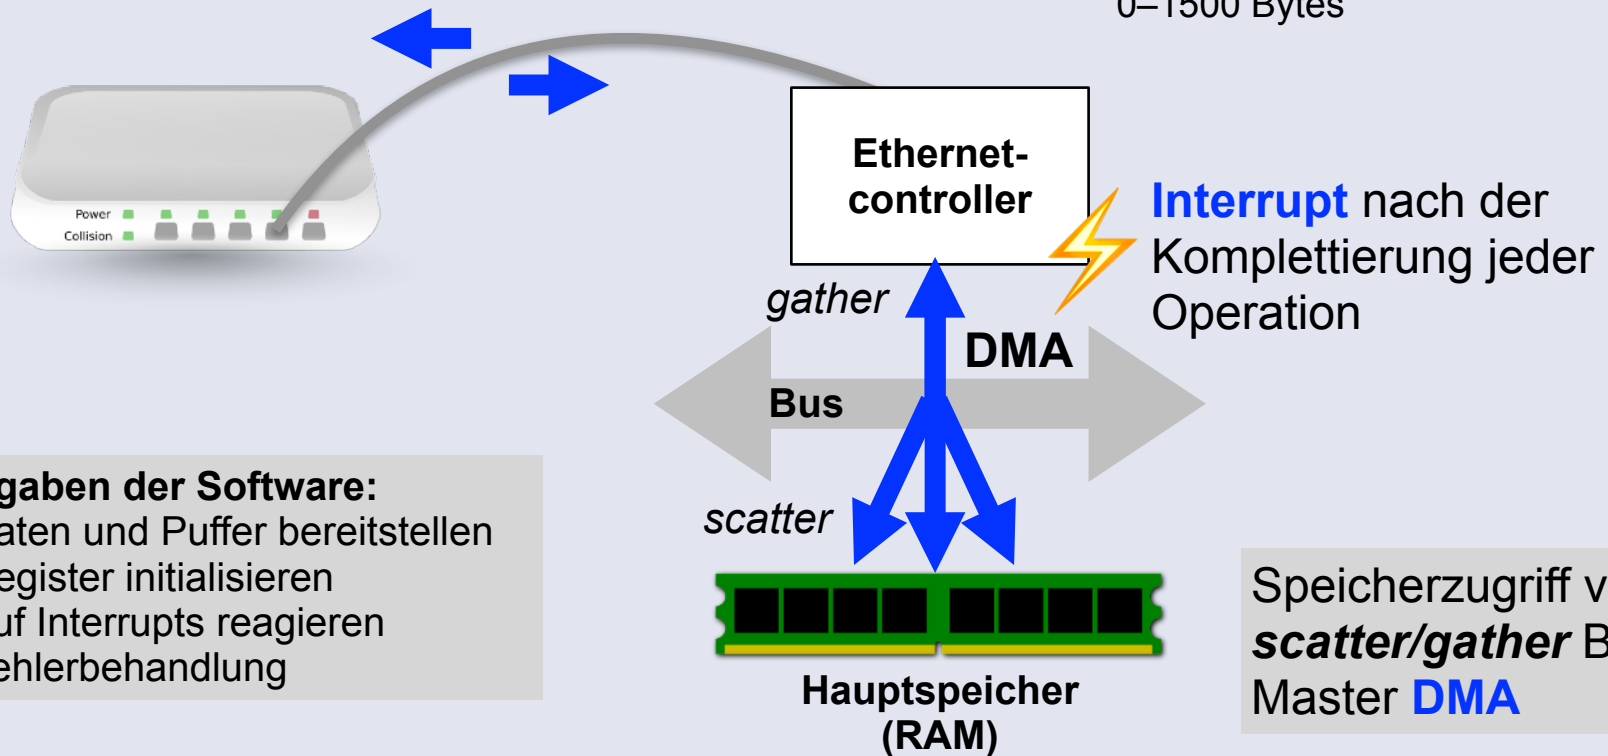 0–1500 Bytes
Ethernet-
controller
Power
Collision
Interrupt nach der
Komplettierung jeder
Operation
gather
DMA
Bus
gaben der Software:
aten und Puffer bereitstellen
egister initialisieren
uf Interrupts reagieren
ehlerbehandlung
scatter
Speicherzugriff v
scatter/gather B
Master DMA
Hauptspeicher
(RAM)